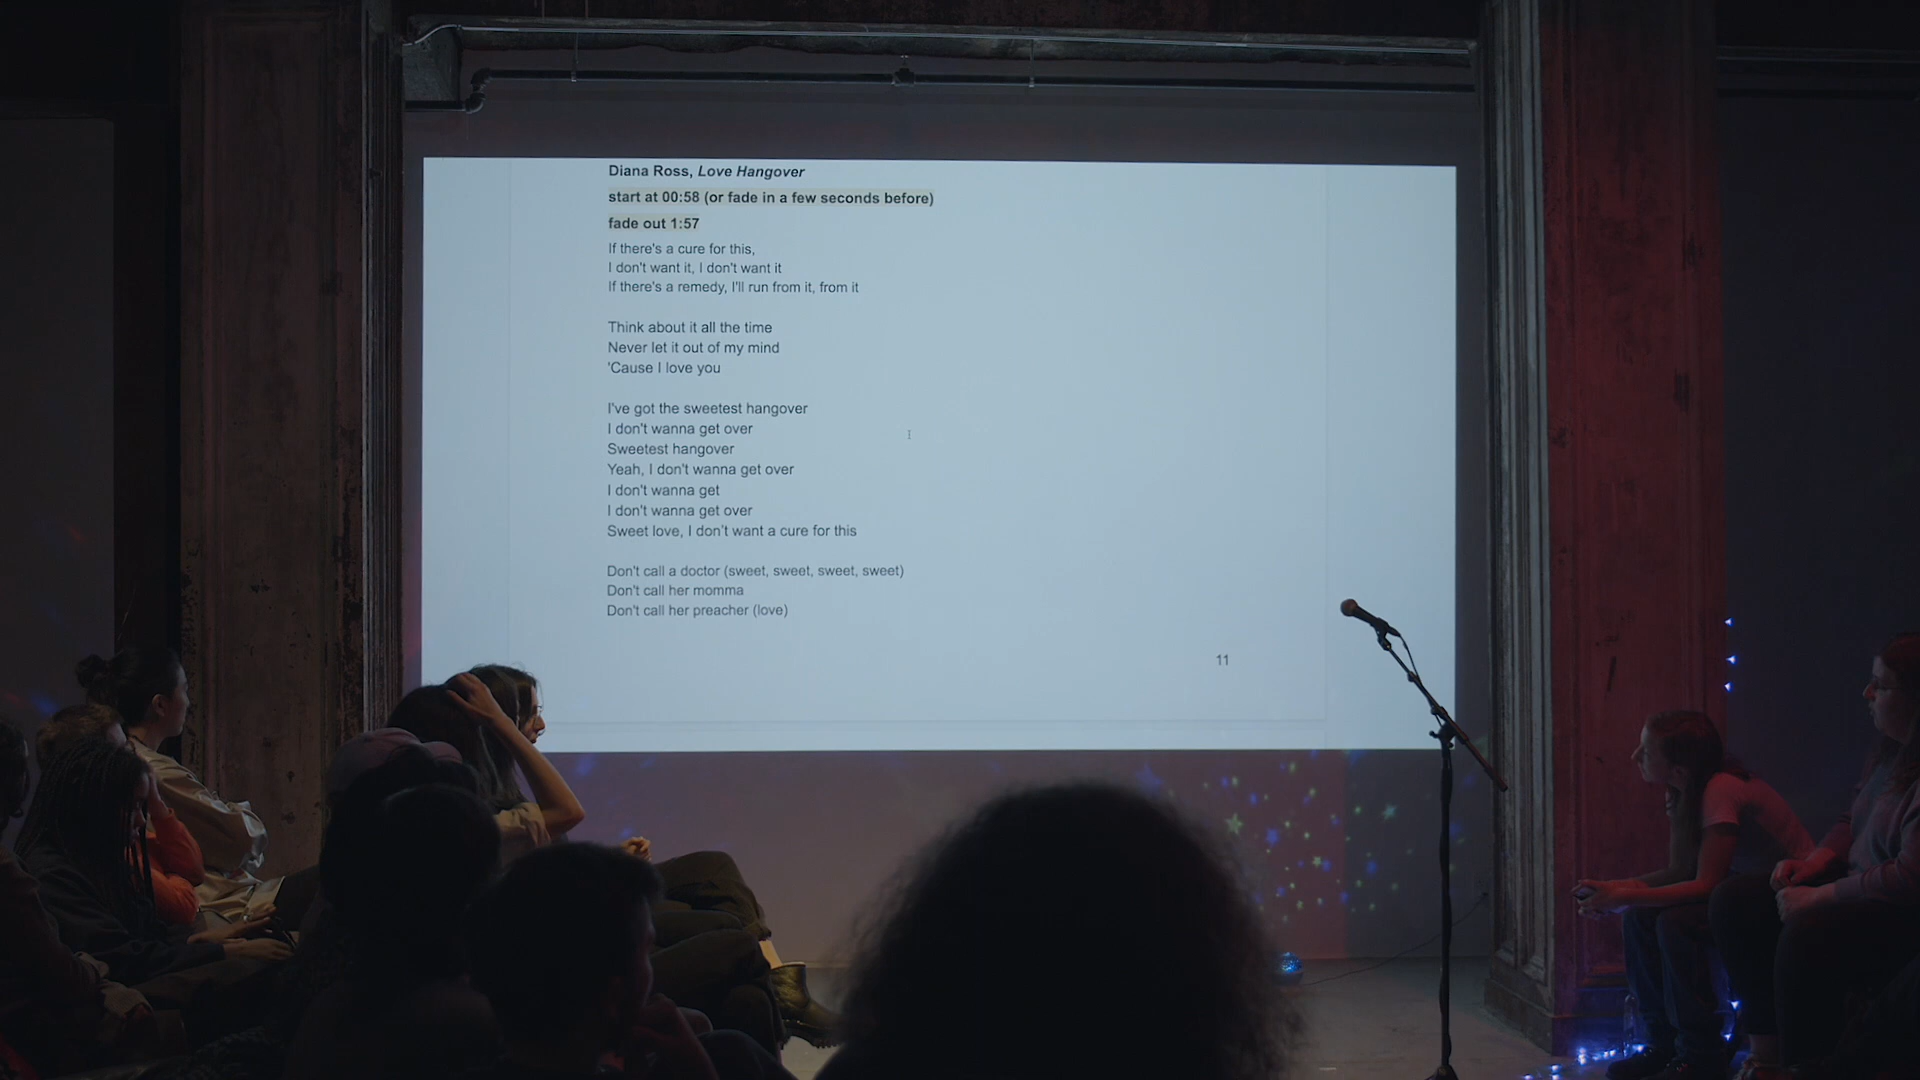 Diana Ross, Love Hangover
start at 00:58 (or fade in a few seconds before)
fade out 1:57
If there's a cure for this,
I don't want it, I don't want it
If there's a remedy, I'll run from it, from it
Think about it all the time
Never let it out of my mind
'Cause I love you
I've got the sweetest hangover
I don't wanna get over
Sweetest hangover
Yeah, I don't wanna get over
I don't wanna get
I don't wanna get over
Sweet love, I don't want a cure for this
Don't call a doctor (sweet, sweet, sweet, sweet)
Don't call her momma
Don't call her preacher (love)
11